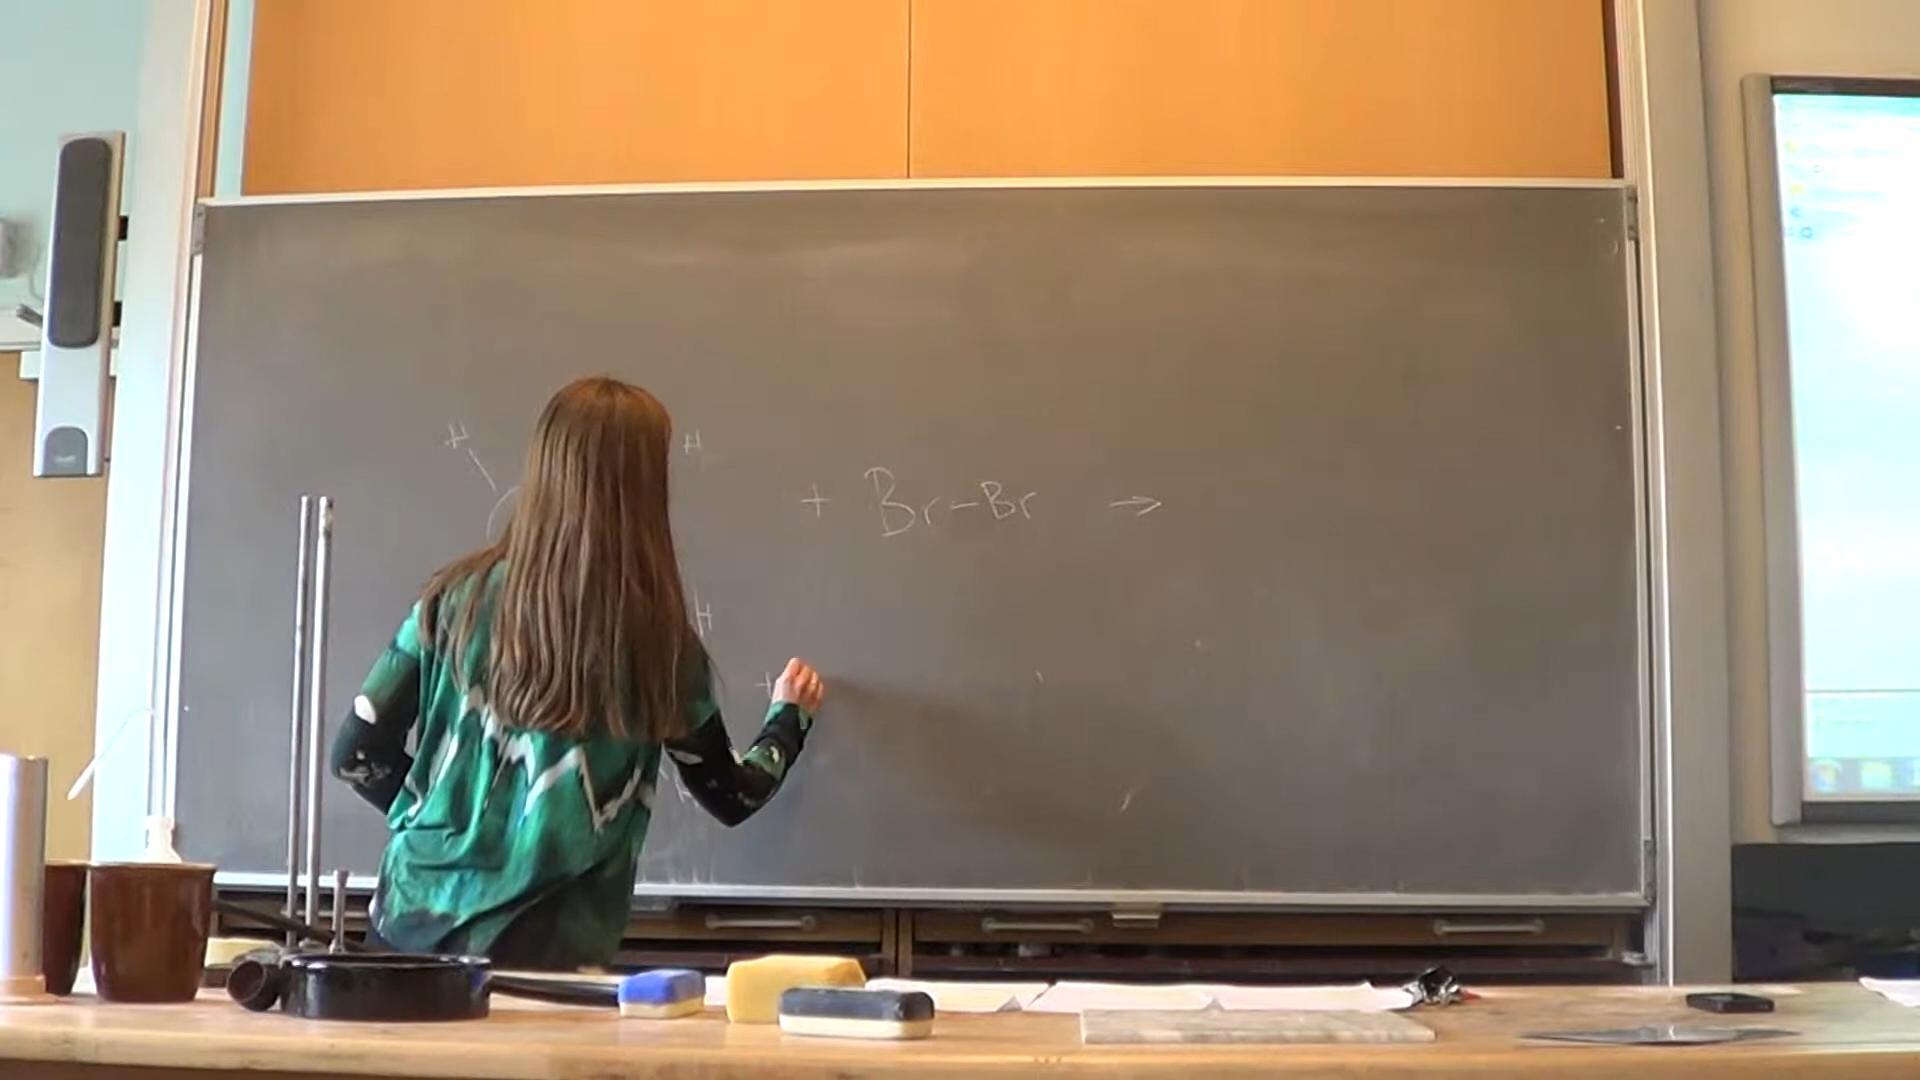 H H
+ Br-Br →
H
+